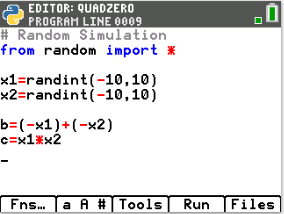 EDITOR: QUADZERO
PROGRAM LINE 0009
# Random Simulation
from random import *
x1=randint(-10,10)
x2=randint(-10,10)
b=(-x1)+(-x2)
c=x1*x2
_
Fns… a A # Tools Run Files